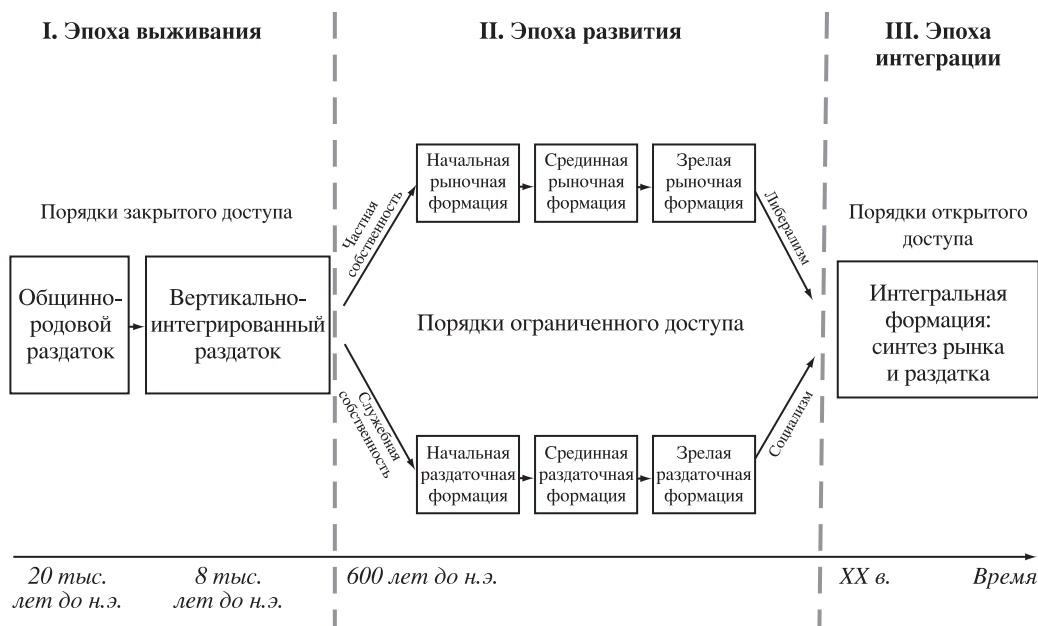 I. Эпоха выживания
II. Эпоха развития
III. Эпоха
интеграции
Порядки закрытого доступа
Общинно-
родовой
раздаток
Вертикально-
интегрированный
раздаток
Частная
собственность
Начальная
рыночная
формация
Срединная
рыночная
формация
Зрелая
рыночная
формация
Либерализм
Порядки ограниченного доступа
Служебная
собственность
Начальная
раздаточная
формация
Срединная
раздаточная
формация
Зрелая
раздаточная
формация
Социализм
Порядки открытого
доступа
Интегральная
формация:
синтез рынка
и раздатка
20 тыс.
лет до н.э.
8 тыс.
лет до н.э.
600 лет до н.э.
XX в.
Время